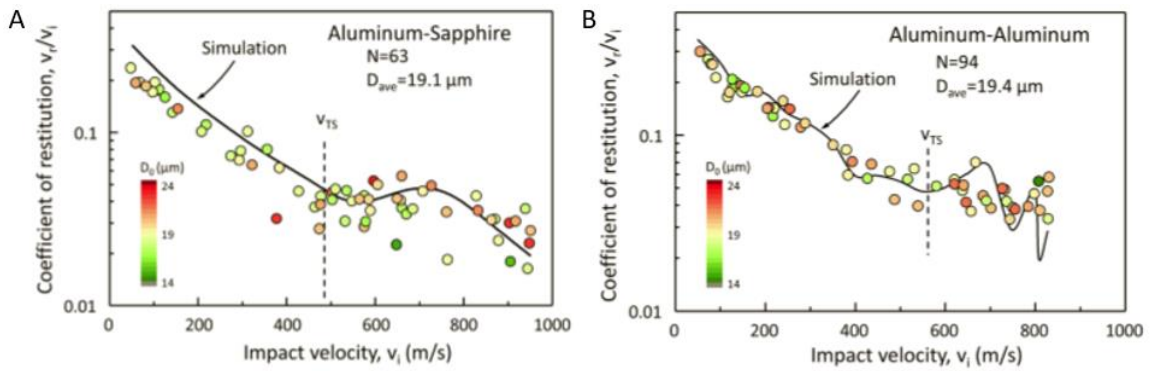 A
Coefficient of restitution, vr/vi
Aluminum-Sapphire
N=63
Dave=19.1 μm
Simulation
vTS
0.1
0.01
D0 (μm)
24
19
14
0 200 400 600 800 1000
Impact velocity, vi (m/s)
B
Coefficient of restitution, vr/vi
Aluminum-Aluminum
N=94
Dave=19.4 μm
Simulation
vTS
0.1
0.01
D0 (μm)
24
19
14
0 200 400 600 800 1000
Impact velocity, vi (m/s)